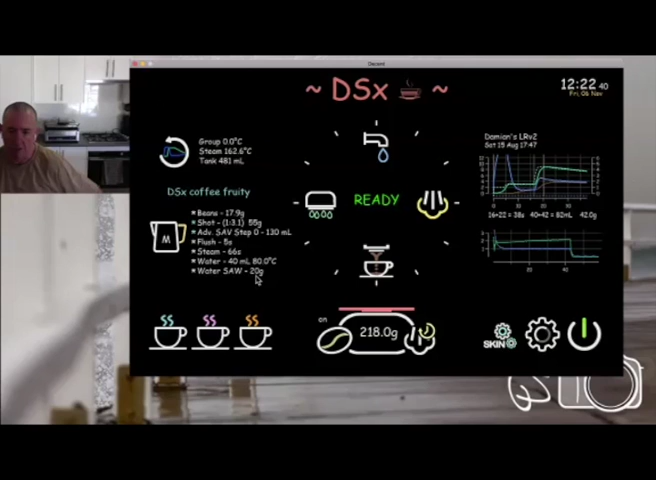 Decent
~ DSx ~
12:22 40
Fri, 06 Nov
Group 0.0°C
Steam 162.6°C
Tank 481 mL
DSx coffee fruity
Beans - 17.9g
Shot - (1:3.1) 55g
Adv. SAV Step 0 - 130 mL
Flush - 5s
Steam - 66s
Water - 40 mL 80.0°C
Water SAW - 20g
M
READY
Damian's LRv2
Sat 15 Aug 17:47
16+22 = 38s 40+42 = 82mL 42.0g
20 40
on
218.0g
SKIN